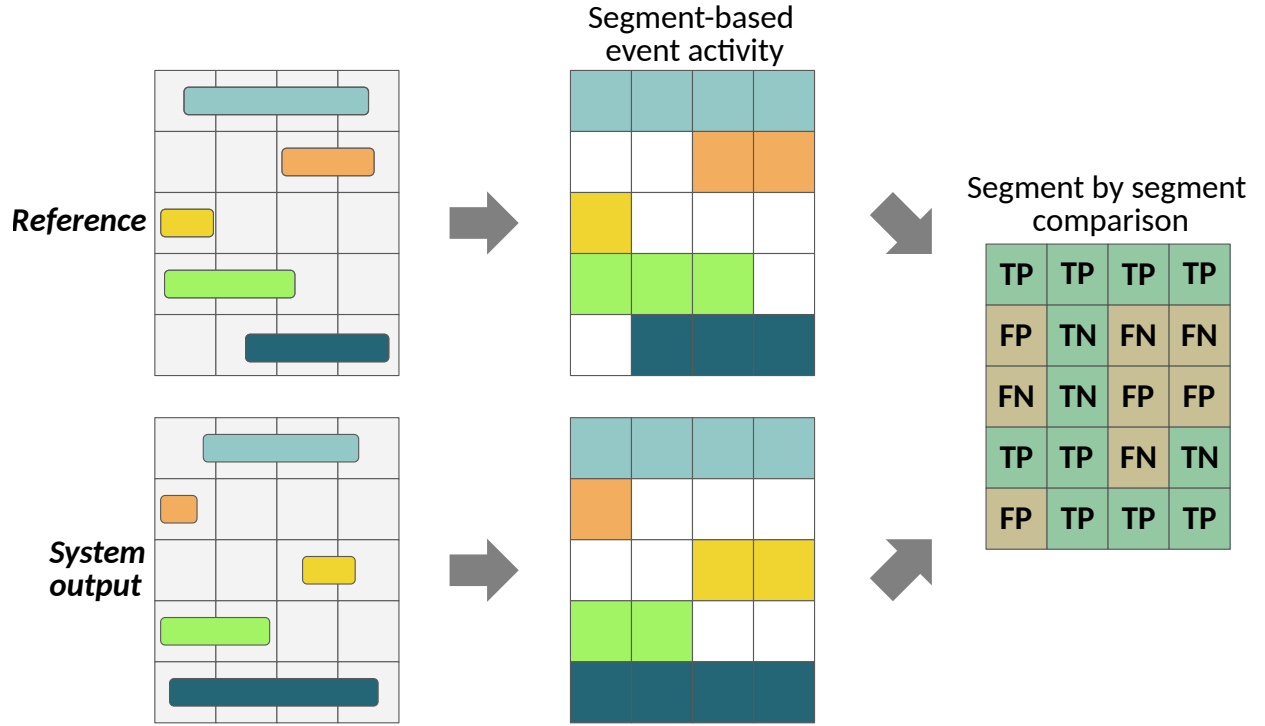 Segment-based
event activity
Reference
Segment by segment
comparison
TP TP TP TP
FP TN FN FN
FN TN FP FP
TP TP FN TN
FP TP TP TP
System
output